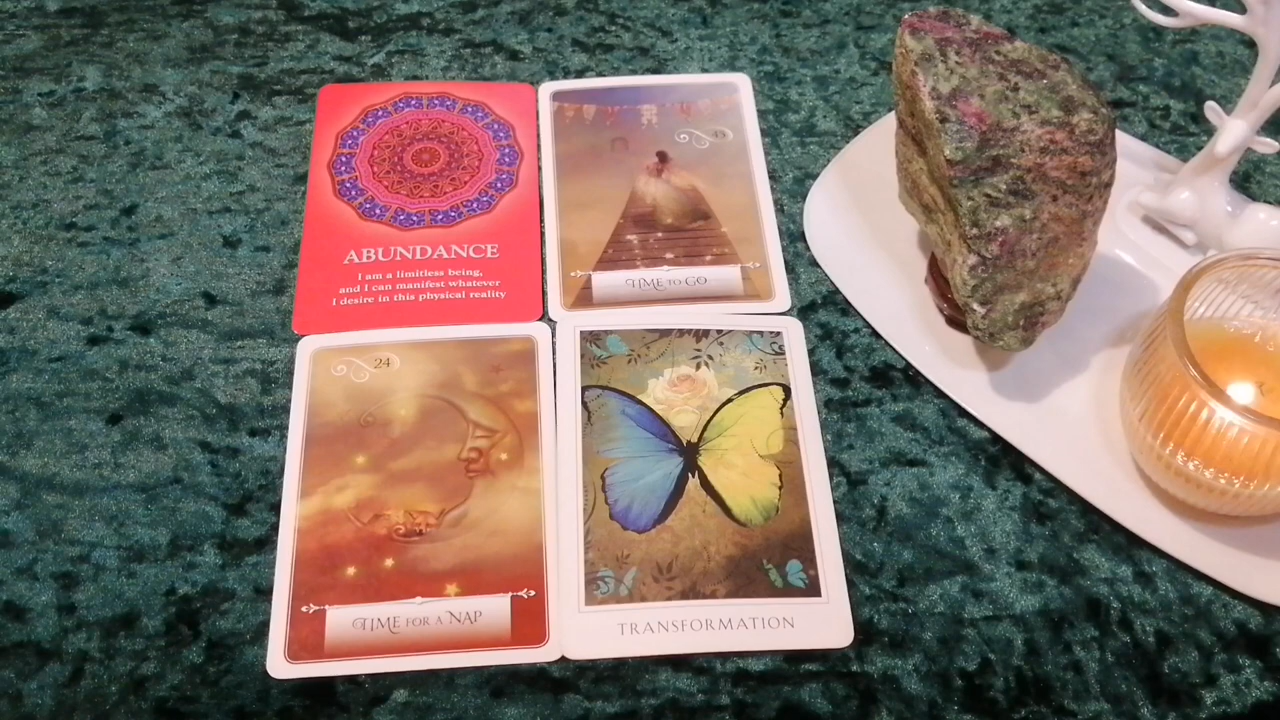 ABUNDANCE
I am a limitless being,
and I can manifest whatever
I desire in this physical reality
43
TIME TO GO
24
TIME FOR A NAP
TRANSFORMATION